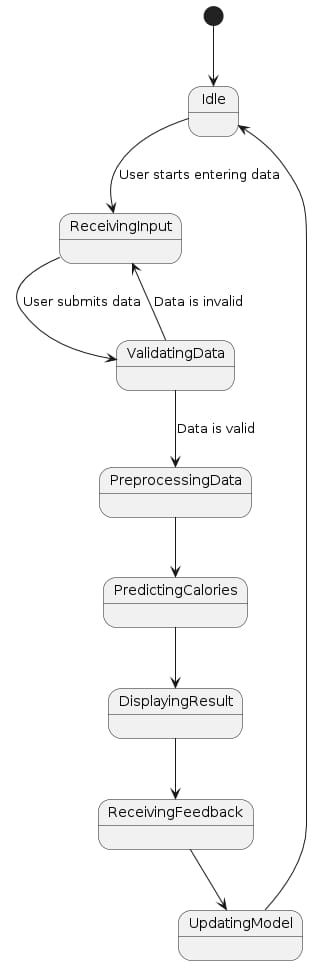 Idle
User starts entering data
ReceivingInput
User submits data
Data is invalid
ValidatingData
Data is valid
PreprocessingData
PredictingCalories
DisplayingResult
ReceivingFeedback
UpdatingModel